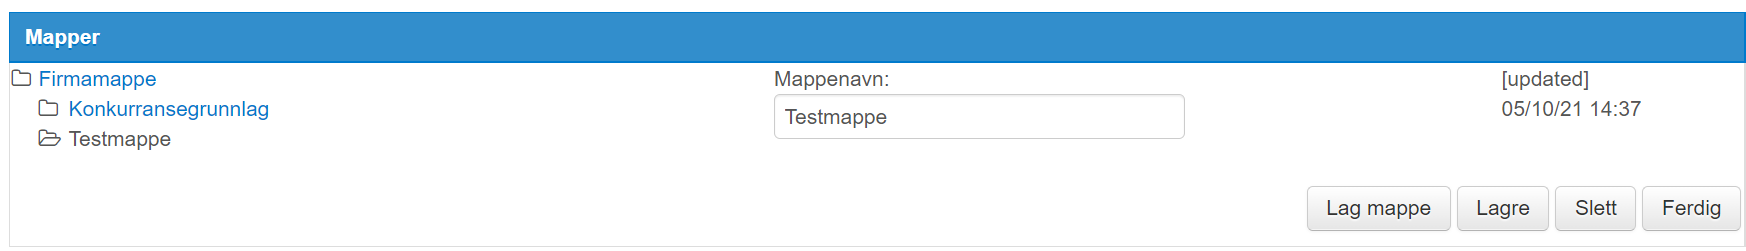 Mapper
Firmamappe
Konkurransegrunnlag
Testmappe
Mappenavn:
Testmappe
[updated]
05/10/21 14:37
Lag mappe
Lagre
Slett
Ferdig